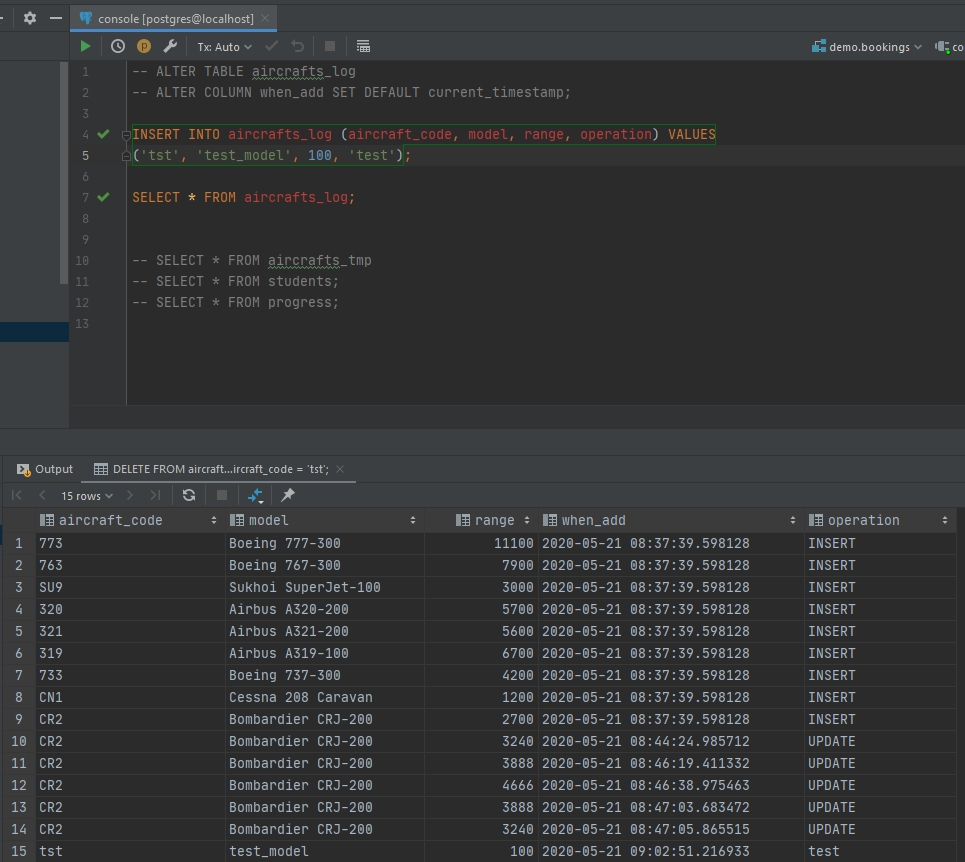 console [postgres@localhost]
Tx: Auto
demo.bookings
co
1 -- ALTER TABLE aircrafts_log
2 -- ALTER COLUMN when_add SET DEFAULT current_timestamp;
3
4 INSERT INTO aircrafts_log (aircraft_code, model, range, operation) VALUES
5 ('tst', 'test_model', 100, 'test');
6
7 SELECT * FROM aircrafts_log;
8
9
10 -- SELECT * FROM aircrafts_tmp
11 -- SELECT * FROM students;
12 -- SELECT * FROM progress;
13
Output DELETE FROM aircraft...ircraft_code = 'tst';
15 rows
aircraft_code model range when_add operation
1 773 Boeing 777-300 11100 2020-05-21 08:37:39.598128 INSERT
2 763 Boeing 767-300 7900 2020-05-21 08:37:39.598128 INSERT
3 SU9 Sukhoi SuperJet-100 3000 2020-05-21 08:37:39.598128 INSERT
4 320 Airbus A320-200 5700 2020-05-21 08:37:39.598128 INSERT
5 321 Airbus A321-200 5600 2020-05-21 08:37:39.598128 INSERT
6 319 Airbus A319-100 6700 2020-05-21 08:37:39.598128 INSERT
7 733 Boeing 737-300 4200 2020-05-21 08:37:39.598128 INSERT
8 CN1 Cessna 208 Caravan 1200 2020-05-21 08:37:39.598128 INSERT
9 CR2 Bombardier CRJ-200 2700 2020-05-21 08:37:39.598128 INSERT
10 CR2 Bombardier CRJ-200 3240 2020-05-21 08:44:24.985712 UPDATE
11 CR2 Bombardier CRJ-200 3888 2020-05-21 08:46:19.411332 UPDATE
12 CR2 Bombardier CRJ-200 4666 2020-05-21 08:46:38.975463 UPDATE
13 CR2 Bombardier CRJ-200 3888 2020-05-21 08:47:03.683472 UPDATE
14 CR2 Bombardier CRJ-200 3240 2020-05-21 08:47:05.865515 UPDATE
15 tst test_model 100 2020-05-21 09:02:51.216933 test